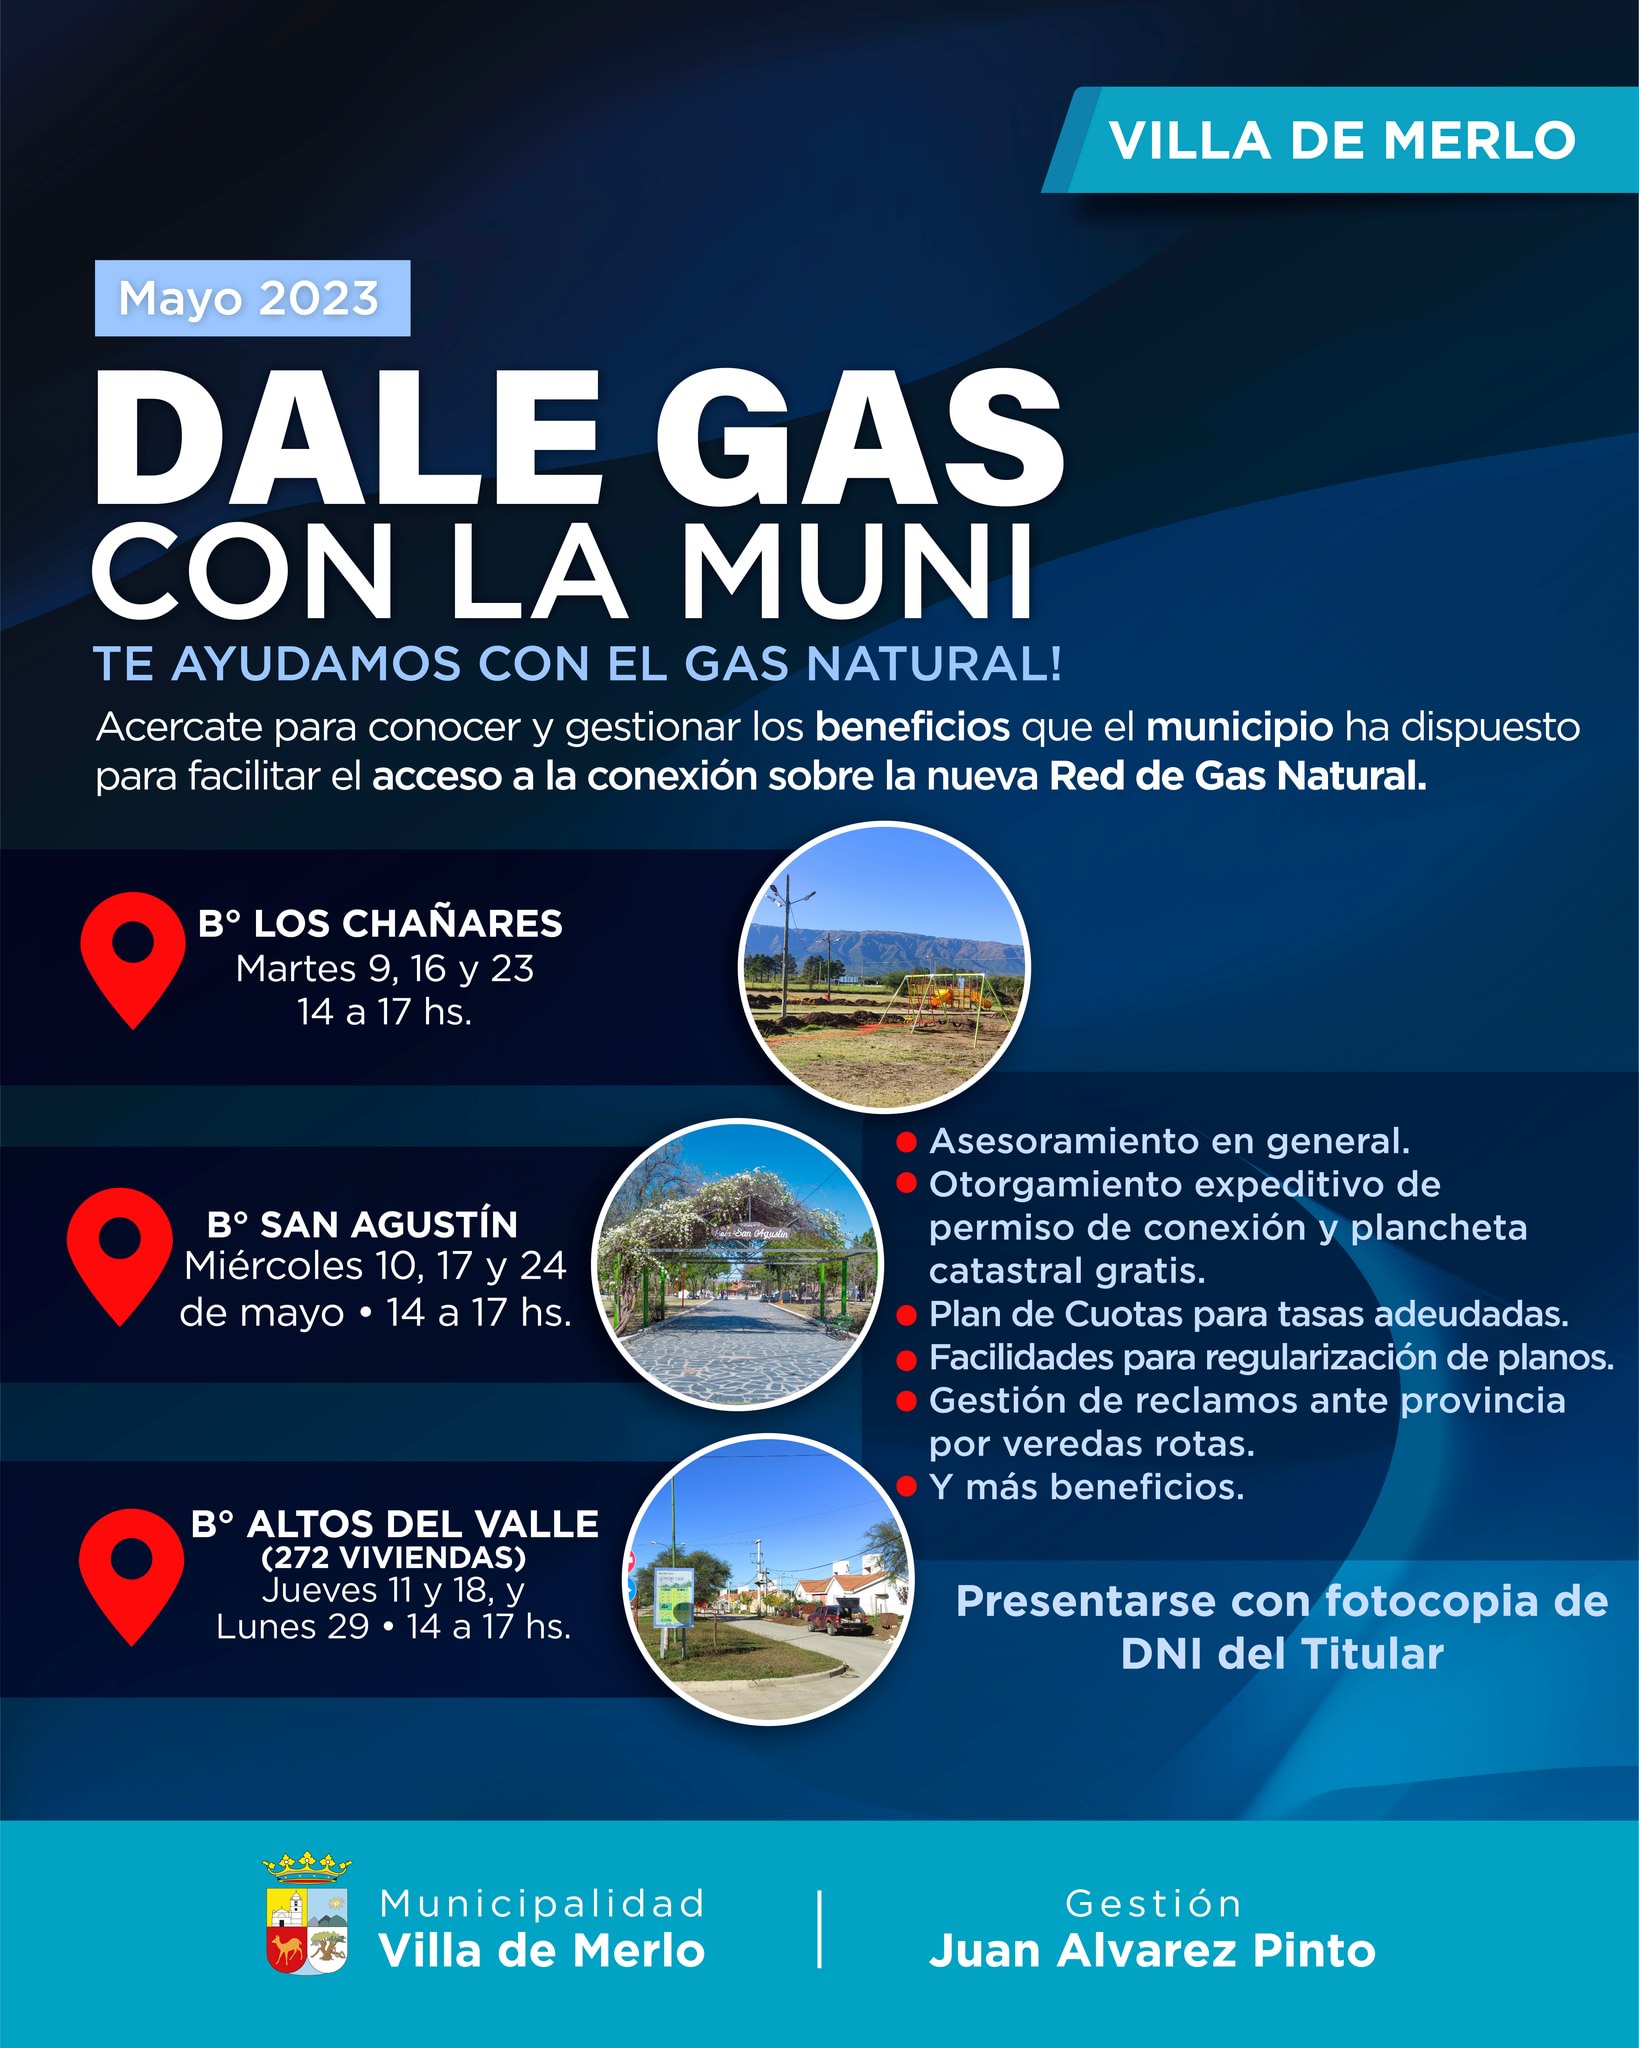 VILLA DE MERLO
Mayo 2023
DALE GAS
CON LA MUNI
TE AYUDAMOS CON EL GAS NATURAL!
Acercate para conocer y gestionar los beneficios que el municipio ha dispuesto
para facilitar el acceso a la conexión sobre la nueva Red de Gas Natural.
B° LOS CHAÑARES
Martes 9, 16 y 23
14 a 17 hs.
B° SAN AGUSTÍN
Miércoles 10, 17 y 24
de mayo • 14 a 17 hs.
San Agustín
B° ALTOS DEL VALLE
(272 VIVIENDAS)
Jueves 11 y 18, y
Lunes 29 • 14 a 17 hs.
Asesoramiento en general.
Otorgamiento expeditivo de
permiso de conexión y plancheta
catastral gratis.
Plan de Cuotas para tasas adeudadas.
Facilidades para regularización de planos.
Gestión de reclamos ante provincia
por veredas rotas.
Y más beneficios.
Presentarse con fotocopia de
DNI del Titular
Municipalidad
Villa de Merlo
Gestión
Juan Alvarez Pinto